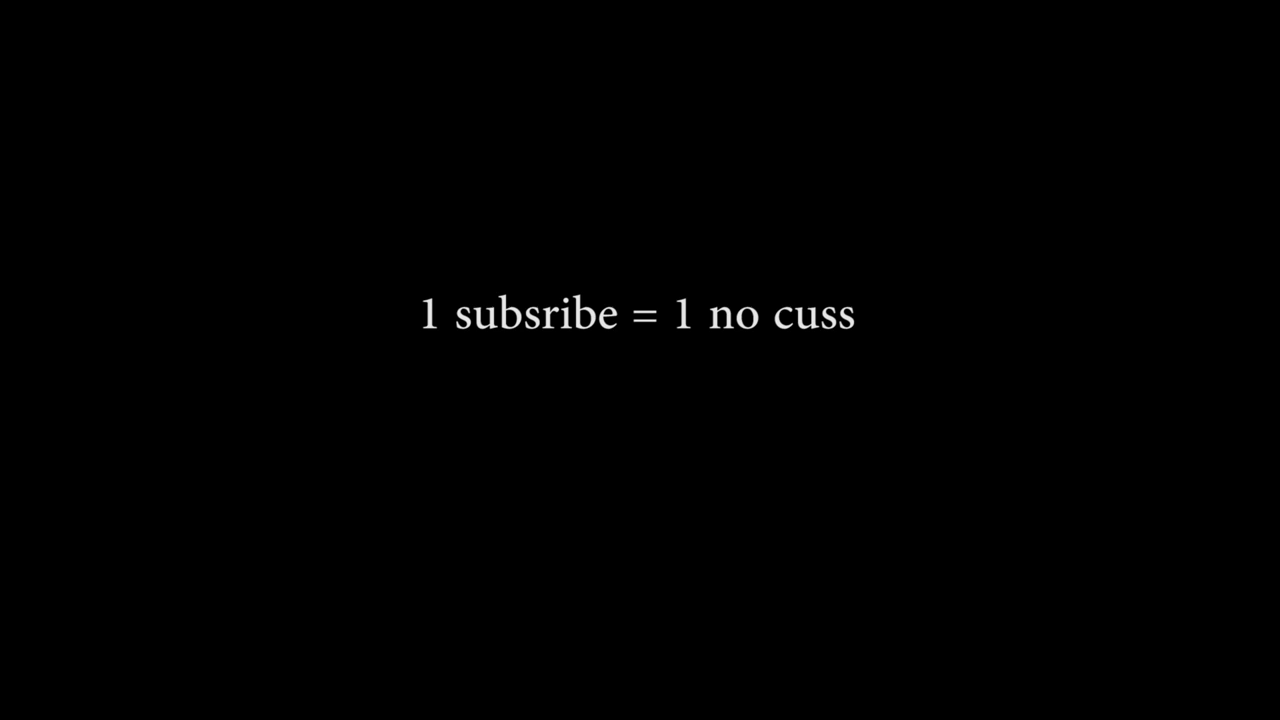 1 subsribe = 1 no cuss